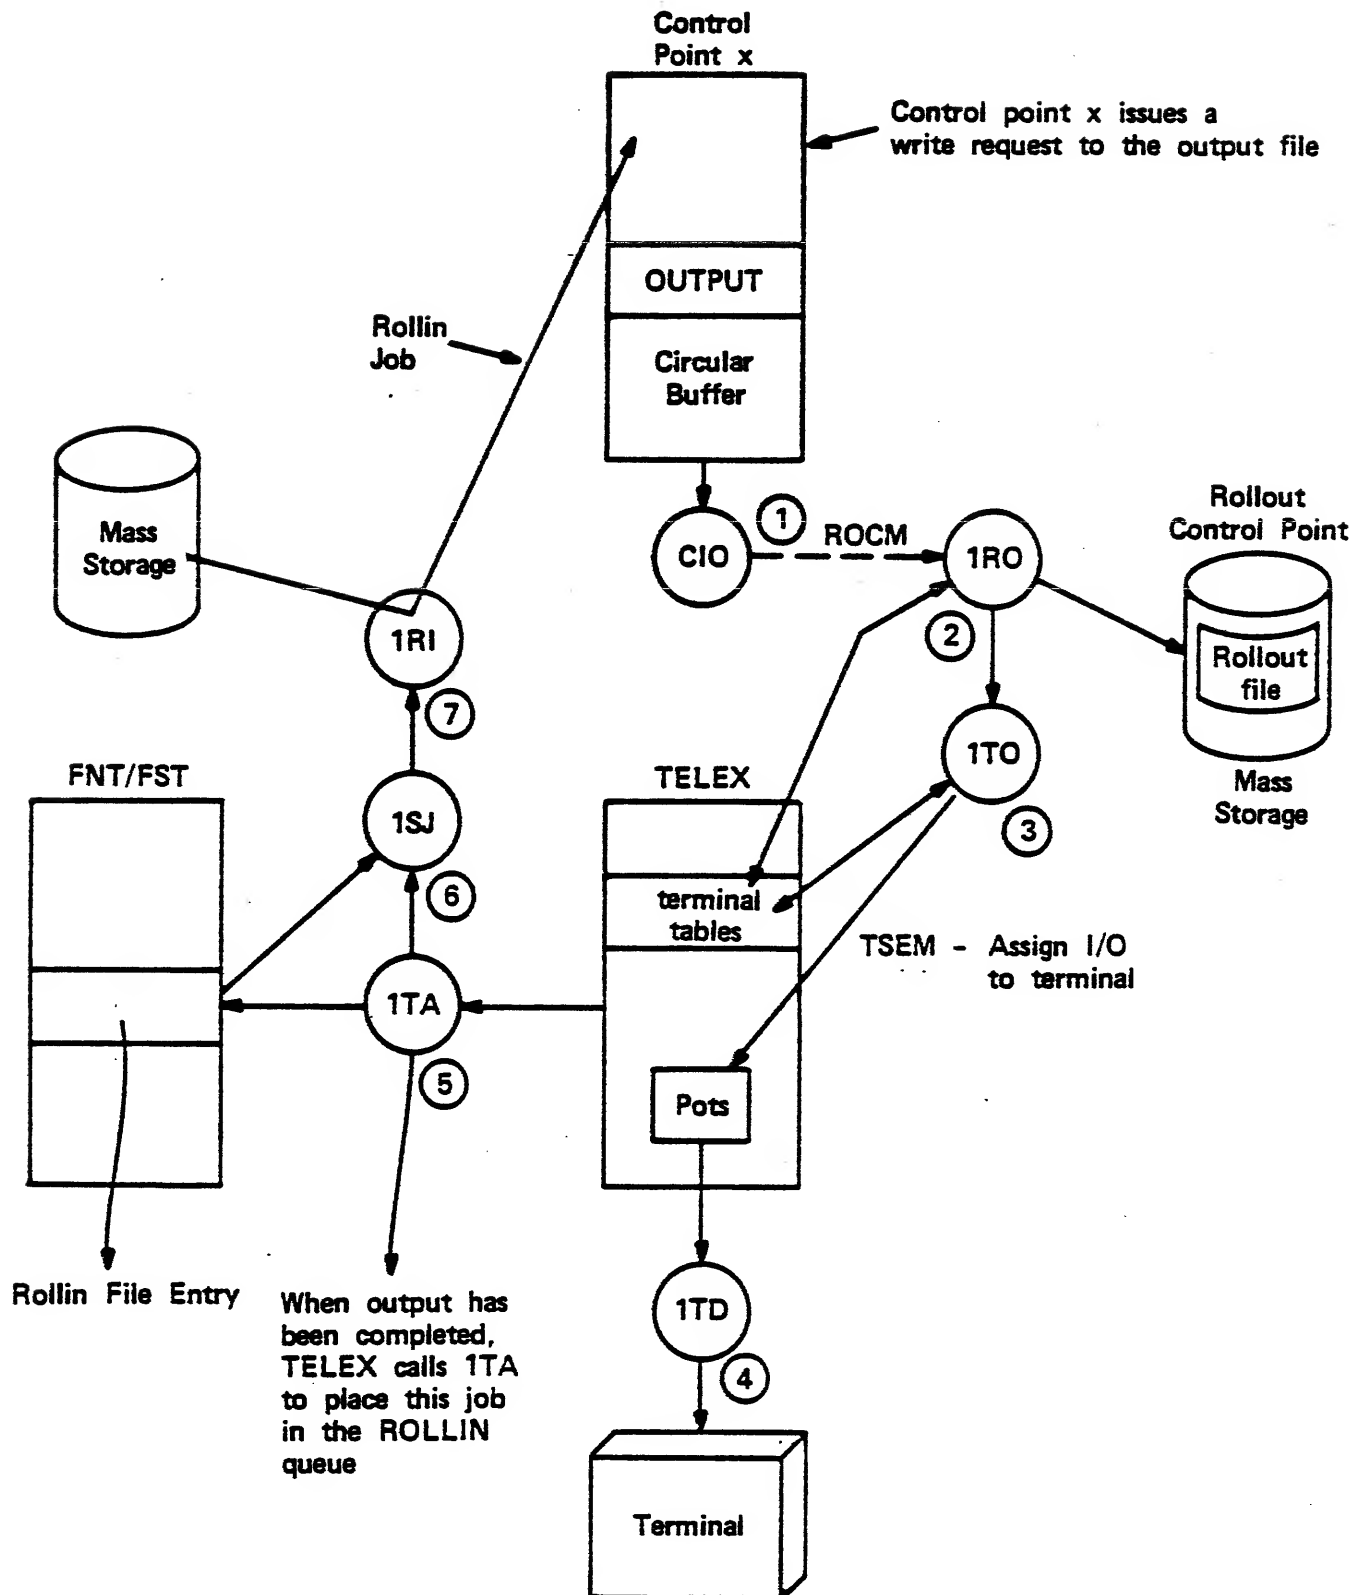 Control
Point x
Control point x issues a
write request to the output file
OUTPUT
Rollin
Job
Circular
Buffer
Mass
Storage
CIO
1
ROCM
1RO
Rollout
Control Point
Rollout
file
Mass
Storage
2
1RI
7
1TO
3
FNT/FST
1SJ
6
TELEX
terminal
tables
TSEM - Assign I/O
to terminal
1TA
5
Pots
Rollin File Entry
When output has
been completed,
TELEX calls 1TA
to place this job
in the ROLLIN
queue
1TD
4
Terminal